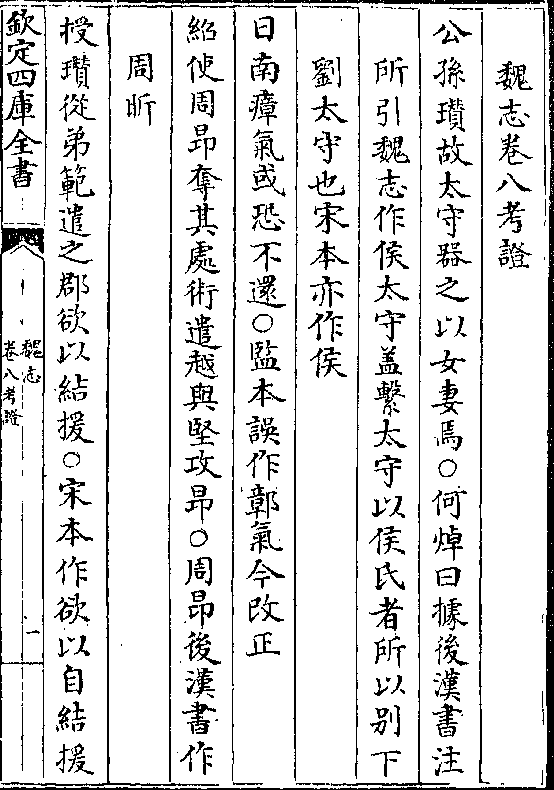 魏志卷八考證
公孫瓚故太守器之以女妻焉○何焯曰據後漢書注
所引魏志作侯太守盖繫太守以侯氏者所以别下
劉太守也宋本亦作侯
日南瘴氣或恐不還○監本誤作鄣氣今改正
紹使周昂奪其處術遣越與堅攻昂○周昂後漢書作
周昕
授瓚從弟範遣之郡欲以結援○宋本作欲以自結援
欽定四庫全書
魏志
卷八考證
一